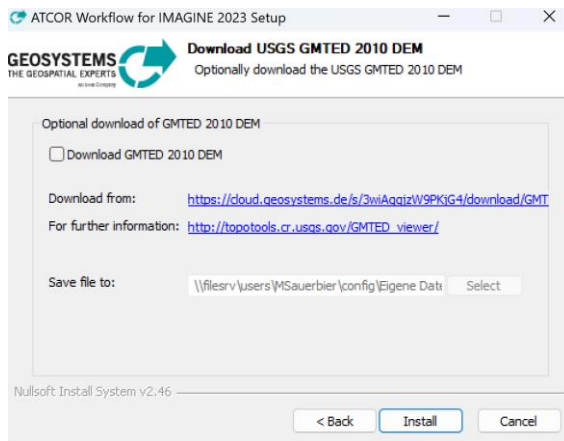 ATCOR Workflow for IMAGINE 2023 Setup
GEOSYSTEMS
THE GEOSPATIAL EXPERTS
Download USGS GMTED 2010 DEM
Optionally download the USGS GMTED 2010 DEM
Optional download of GMTED 2010 DEM
Download GMTED 2010 DEM
Download from: https://cloud.geosystems.de/s/3wiAqqjzW9PKjG4/download/GMT
For further information: http://topotools.cr.usgs.gov/GMTED_viewer/
Save file to: \\filesrv\users\MSauerbier\config\Eigene Date Select
Nullsoft Install System v2.46
< Back Install Cancel